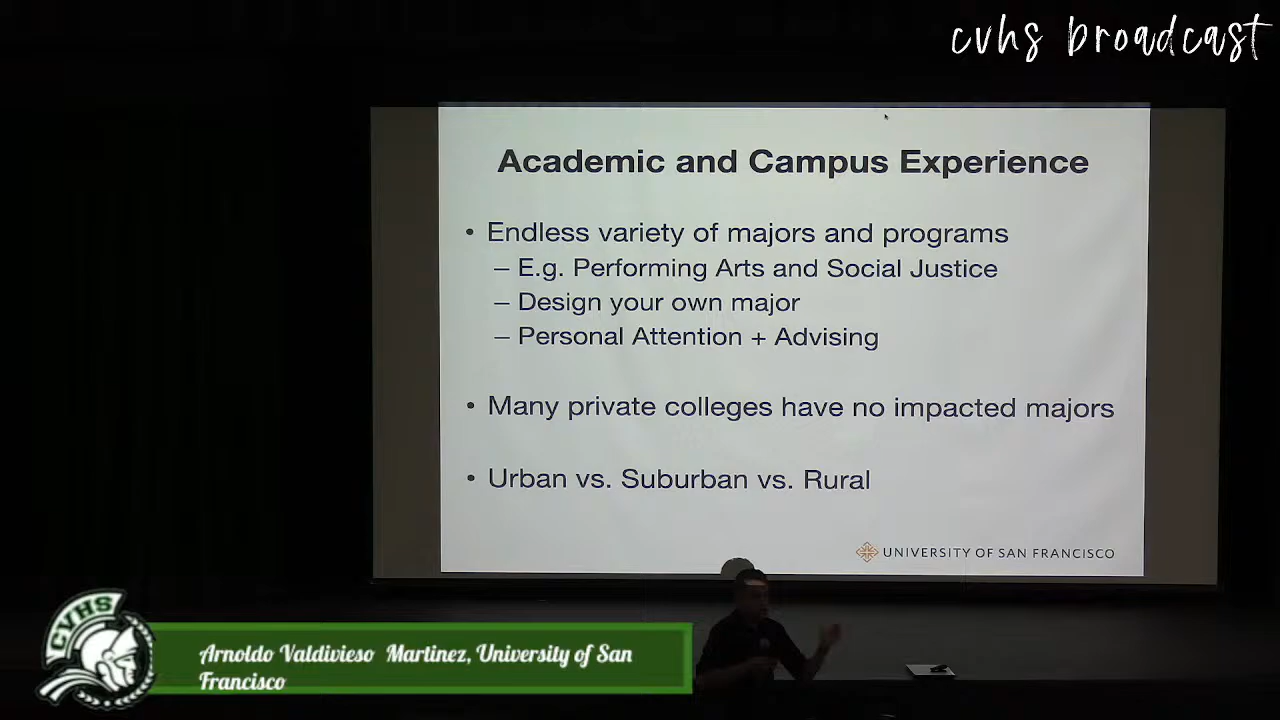 cvhs broadcast
Academic and Campus Experience
• Endless variety of majors and programs
– E.g. Performing Arts and Social Justice
– Design your own major
– Personal Attention + Advising
• Many private colleges have no impacted majors
• Urban vs. Suburban vs. Rural
UNIVERSITY OF SAN FRANCISCO
CVHS
Arnoldo Valdivieso Martinez, University of San
Francisco